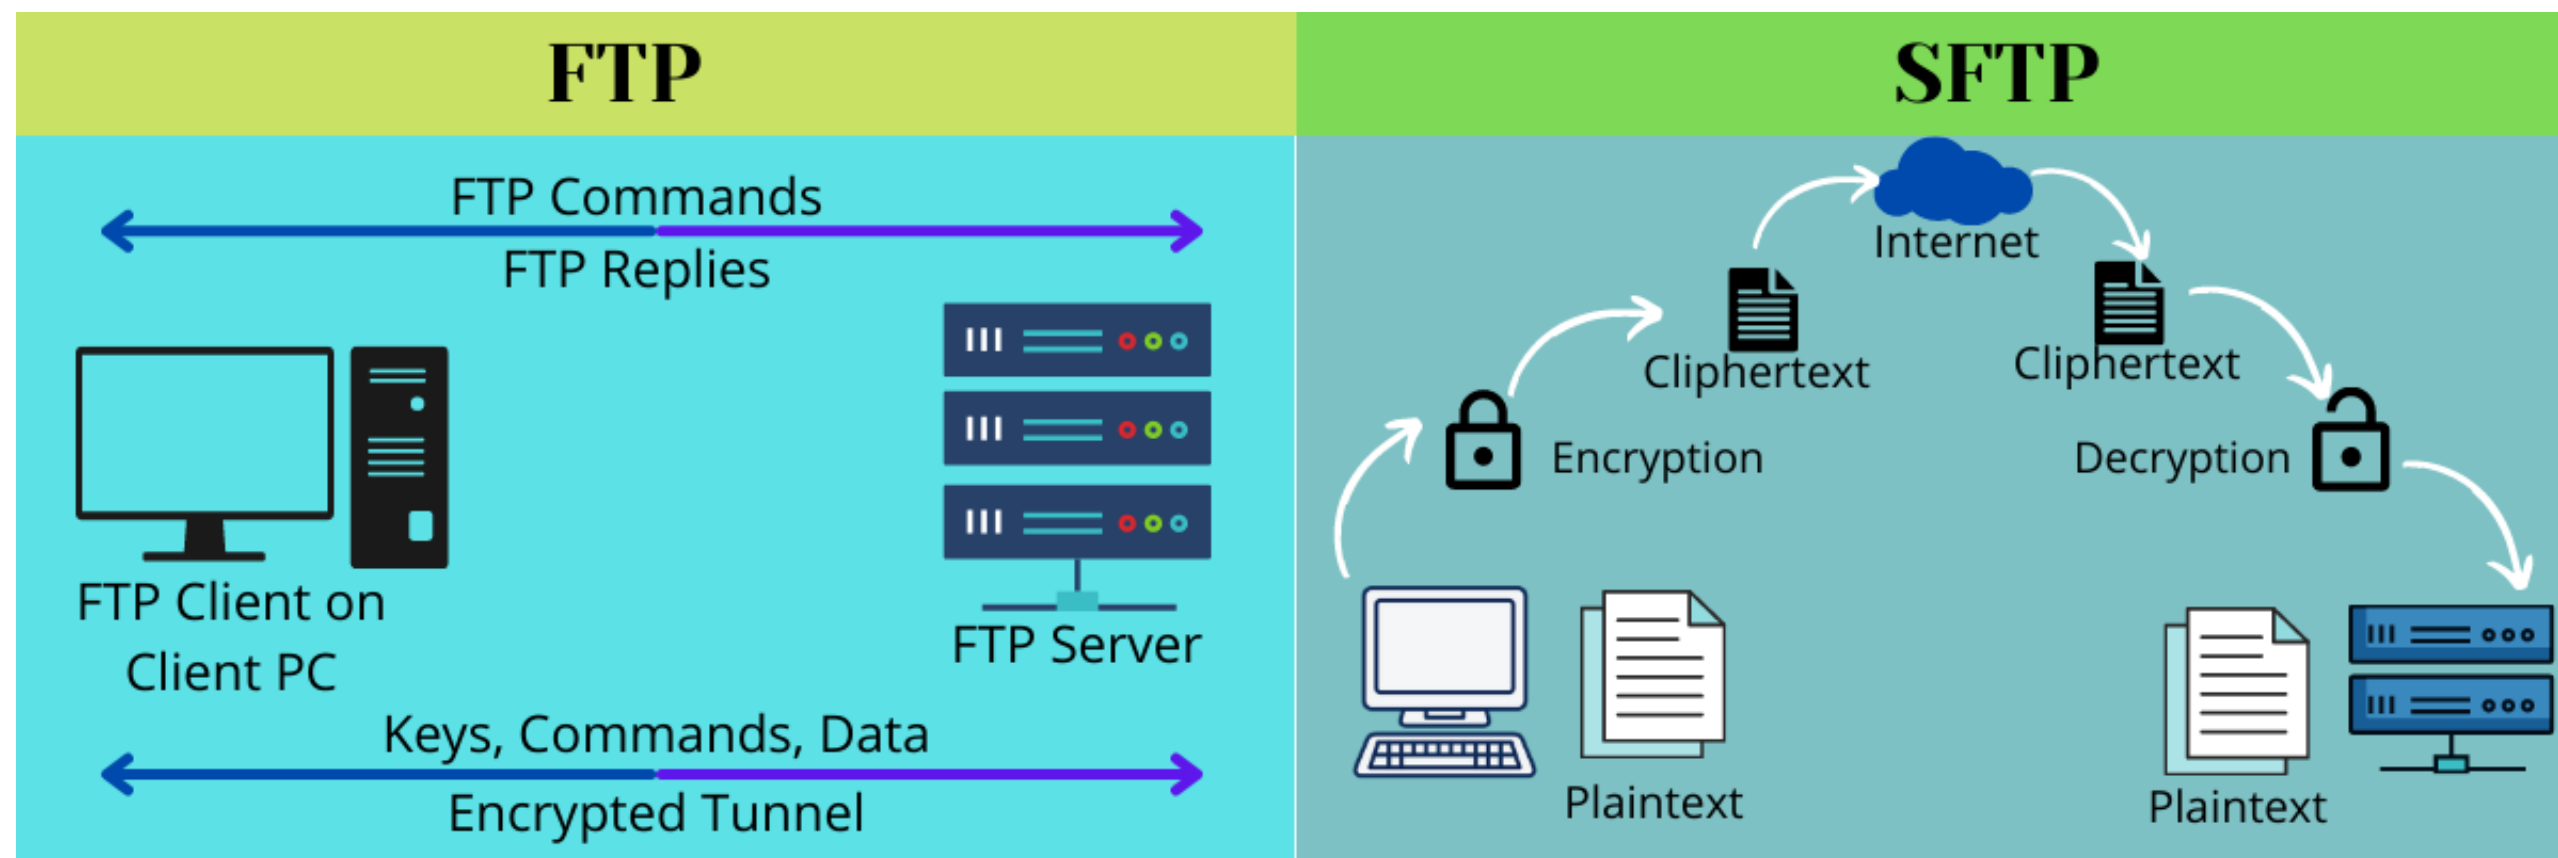 FTP
FTP Commands
FTP Replies
FTP Client on
Client PC
FTP Server
Keys, Commands, Data
Encrypted Tunnel
SFTP
Internet
Cliphertext
Cliphertext
Encryption
Decryption
Plaintext
Plaintext